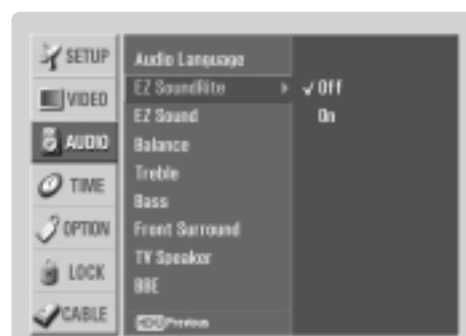 SETUP
VIDEO
AUDIO
TIME
OPTION
LOCK
CABLE
Audio Language
EZ SoundRite
EZ Sound
Balance
Treble
Bass
Front Surround
TV Speaker
BBE
MENU Previous
Off
On